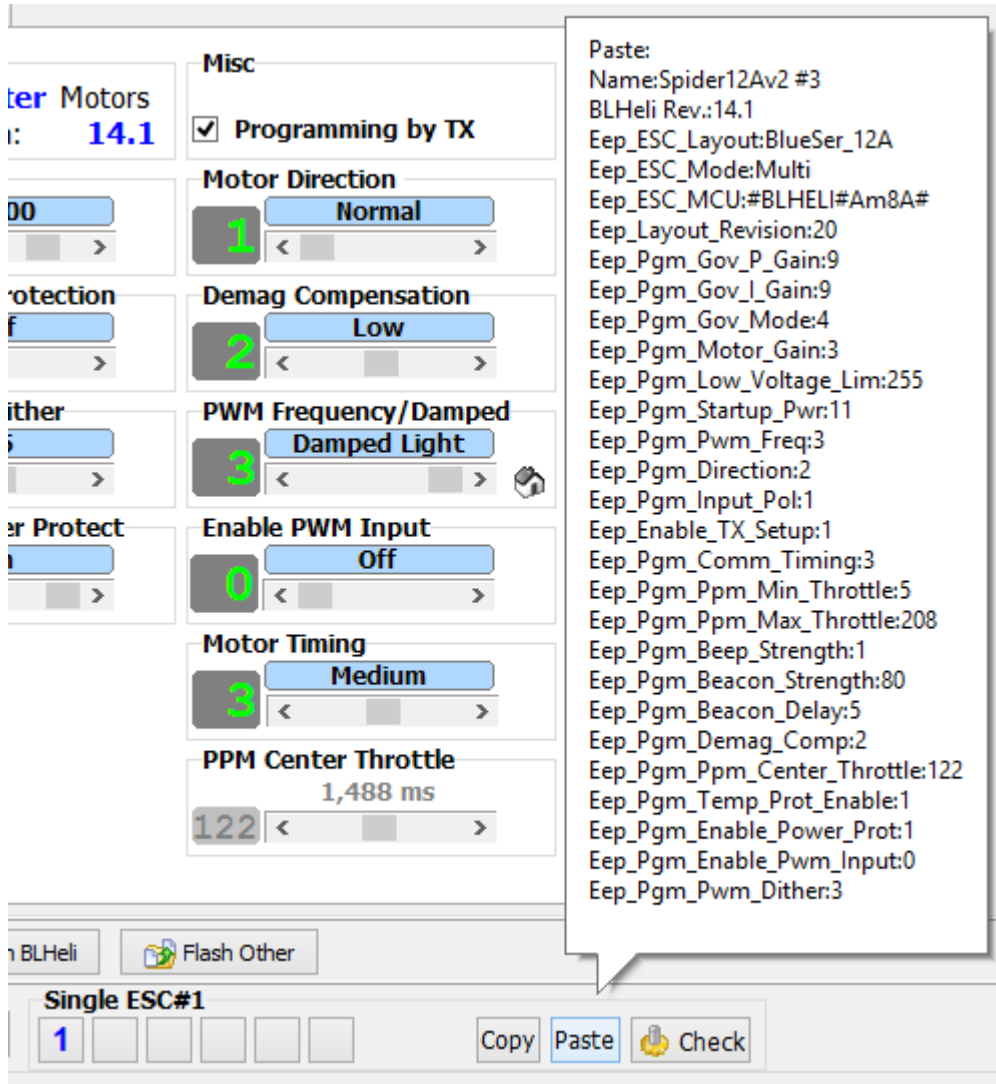 Misc
Motors
14.1
Programming by TX
Motor Direction
1
Normal
Demag Compensation
2
Low
PWM Frequency/Damped
3
Damped Light
Enable PWM Input
0
Off
Motor Timing
3
Medium
PPM Center Throttle
1,488 ms
122
Paste:
Name:Spider12Av2 #3
BLHeli Rev.:14.1
Eep_ESC_Layout:BlueSer_12A
Eep_ESC_Mode:Multi
Eep_ESC_MCU:#BLHELI#Am8A#
Eep_Layout_Revision:20
Eep_Pgm_Gov_P_Gain:9
Eep_Pgm_Gov_I_Gain:9
Eep_Pgm_Gov_Mode:4
Eep_Pgm_Motor_Gain:3
Eep_Pgm_Low_Voltage_Lim:255
Eep_Pgm_Startup_Pwr:11
Eep_Pgm_Pwm_Freq:3
Eep_Pgm_Direction:2
Eep_Pgm_Input_Pol:1
Eep_Enable_TX_Setup:1
Eep_Pgm_Comm_Timing:3
Eep_Pgm_Ppm_Min_Throttle:5
Eep_Pgm_Ppm_Max_Throttle:208
Eep_Pgm_Beep_Strength:1
Eep_Pgm_Beacon_Strength:80
Eep_Pgm_Beacon_Delay:5
Eep_Pgm_Demag_Comp:2
Eep_Pgm_Ppm_Center_Throttle:122
Eep_Pgm_Temp_Prot_Enable:1
Eep_Pgm_Enable_Power_Prot:1
Eep_Pgm_Enable_Pwm_Input:0
Eep_Pgm_Pwm_Dither:3
BLHeli
Flash Other
Single ESC#1
1
Copy
Paste
Check